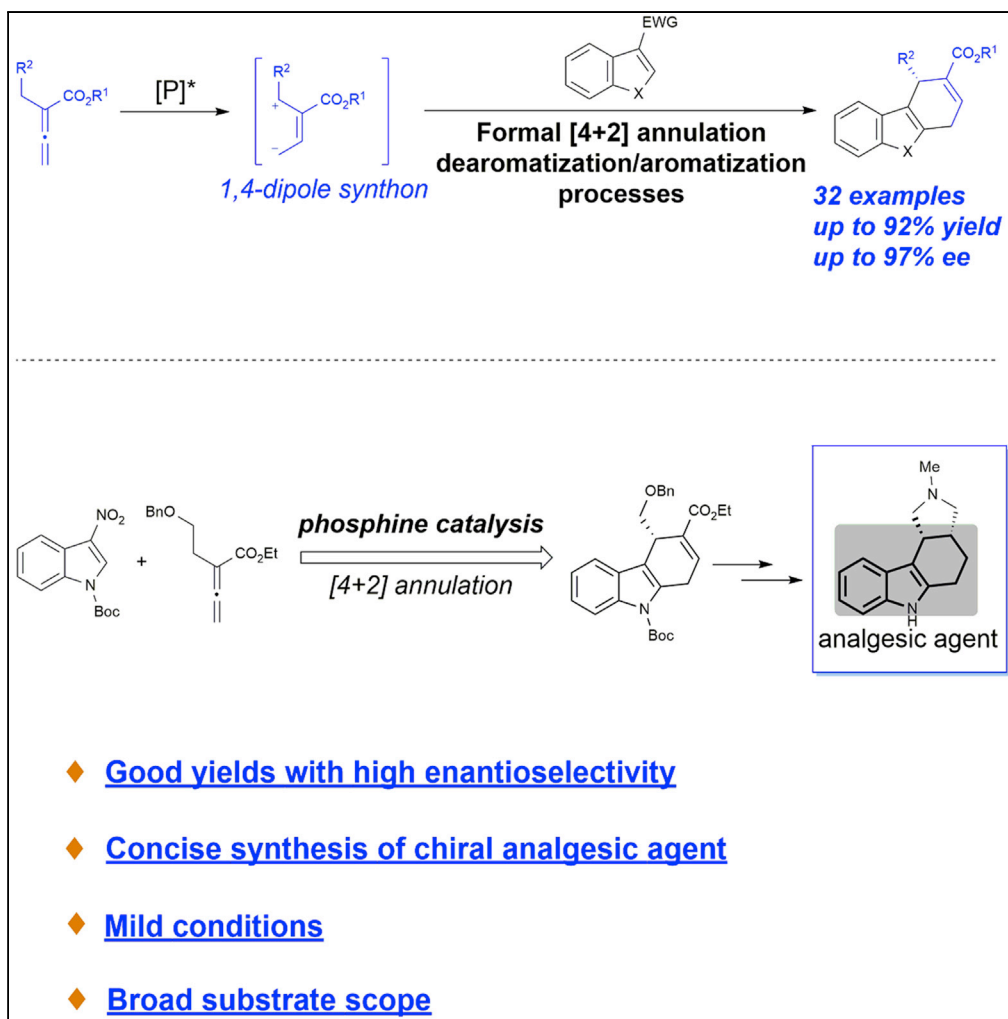 EWG
R²
CO₂R¹
[P]*
R²
CO₂R¹
+
−
X
R²
CO₂R¹
X
Formal [4+2] annulation
dearomatization/aromatization
processes
1,4-dipole synthon
32 examples
up to 92% yield
up to 97% ee
NO₂
N
Boc
+
BnO
CO₂Et
phosphine catalysis
[4+2] annulation
OBn
CO₂Et
N
Boc
Me
N
N
H
analgesic agent
♦ Good yields with high enantioselectivity
♦ Concise synthesis of chiral analgesic agent
♦ Mild conditions
♦ Broad substrate scope